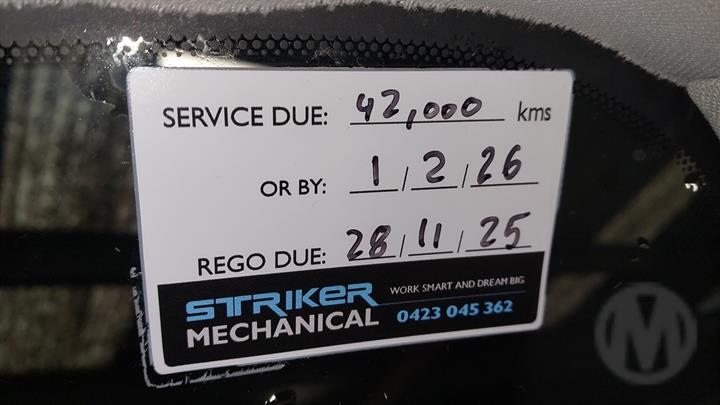 SERVICE DUE: 42,000 kms
OR BY: 1/2/26
REGO DUE: 28/11/25
STRIKER WORK SMART AND DREAM BIG
MECHANICAL 0423 045 362
M